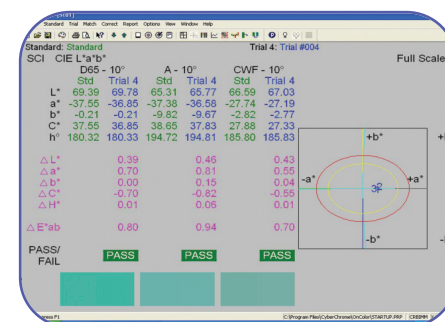 Standard Trial Match Correct Report Options View Window Help
Standard: Standard Trial 4: Trial #004
SCI CIE L*a*b* Full Scale
D65 - 10° A - 10° CWF - 10°
Std Trial 4 Std Trial 4 Std Trial 4
L* 69.39 69.78 65.31 65.77 66.59 67.03
a* -37.55 -36.85 -37.38 -36.58 -27.74 -27.19
b* -0.21 -0.21 -9.82 -9.67 -2.82 -2.77
C* 37.55 36.85 38.65 37.83 27.88 27.33
h° 180.32 180.33 194.72 194.81 185.80 185.83
+b*
△ L* 0.39 0.46 0.43
△ a* 0.70 0.81 0.55
△ b* 0.00 0.15 0.04
△ C* -0.70 -0.82 -0.55
△ H* 0.01 0.06 0.01
-a* +a*
△ E*ab 0.80 0.94 0.70
-b*
PASS/
FAIL PASS PASS PASS
C:\Program Files\CyberChrome\OnColor\STARTUP.PRP